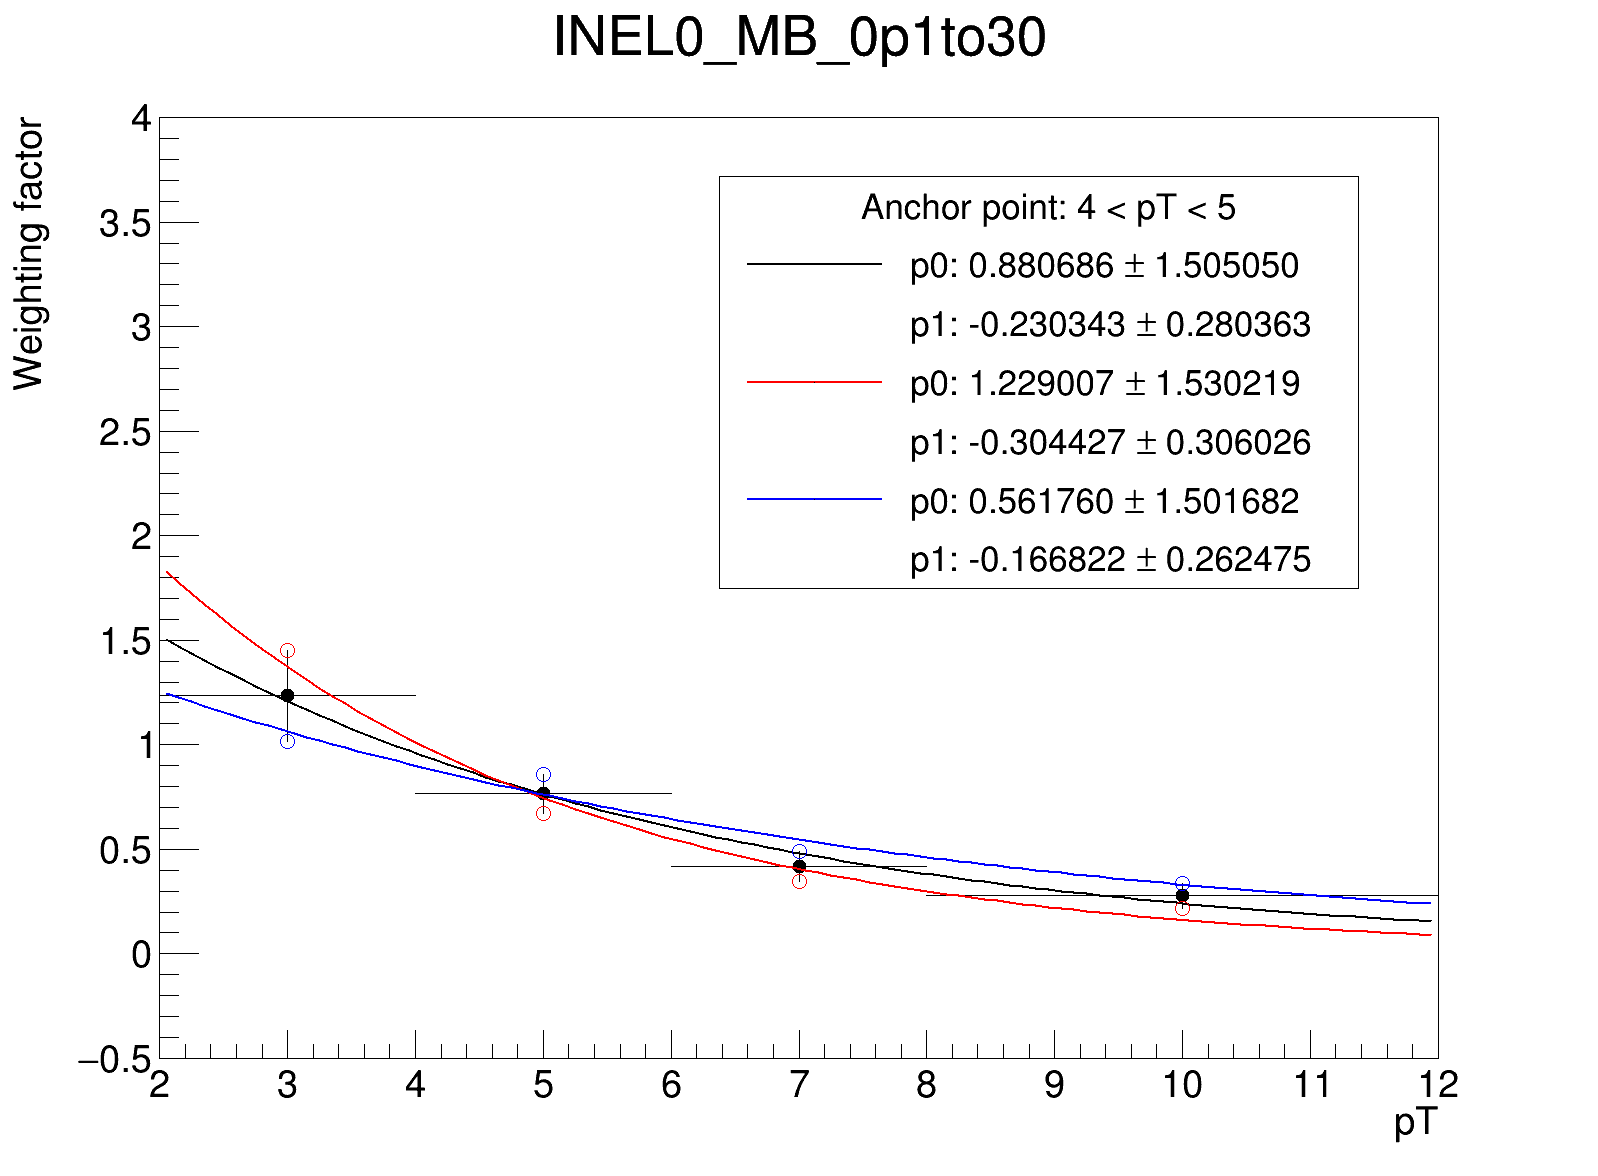 INEL0_MB_0p1to30
Weighting factor
4
3.5
3
2.5
2
1.5
1
0.5
0
−0.5
Anchor point: 4 < pT < 5
p0: 0.880686 ± 1.505050
p1: -0.230343 ± 0.280363
p0: 1.229007 ± 1.530219
p1: -0.304427 ± 0.306026
p0: 0.561760 ± 1.501682
p1: -0.166822 ± 0.262475
2 3 4 5 6 7 8 9 10 11 12
pT